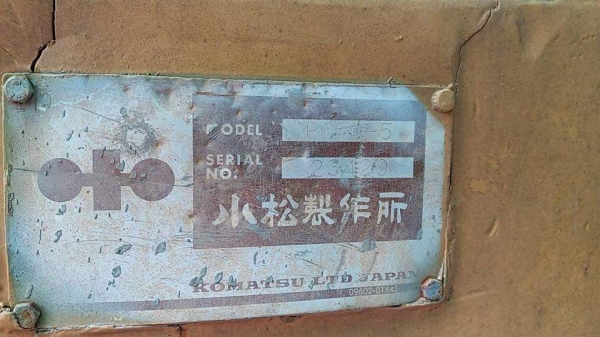 MODEL
SERIAL
NO.
小松製作所
KOMATSU LTD JAPAN